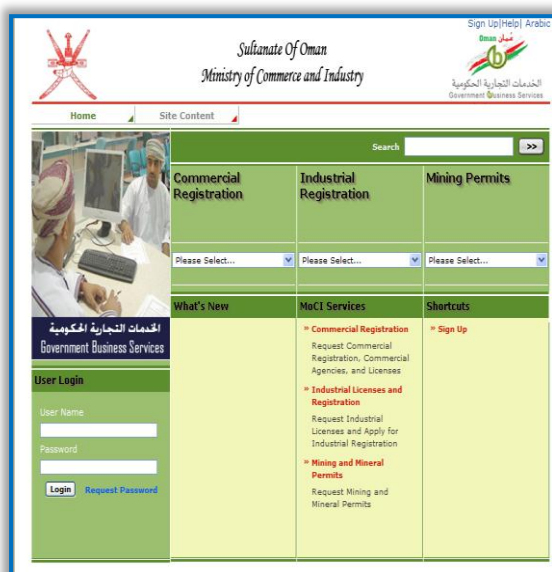 Sign Up|Help| Arabic
Sultanate Of Oman
Ministry of Commerce and Industry
Oman عُمان
الخدمات التجارية الحكومية
Government Business Services
Home
Site Content
Search
>>
Commercial Registration
Industrial Registration
Mining Permits
Please Select...
Please Select...
Please Select...
الخدمات التجارية الحكومية
Government Business Services
User Login
User Name
Password
Login
Request Password
What's New
MoCI Services
» Commercial Registration
Request Commercial
Registration, Commercial
Agencies, and Licenses
» Industrial Licenses and
Registration
Request Industrial
Licenses and Apply for
Industrial Registration
» Mining and Mineral
Permits
Request Mining and
Mineral Permits
Shortcuts
» Sign Up